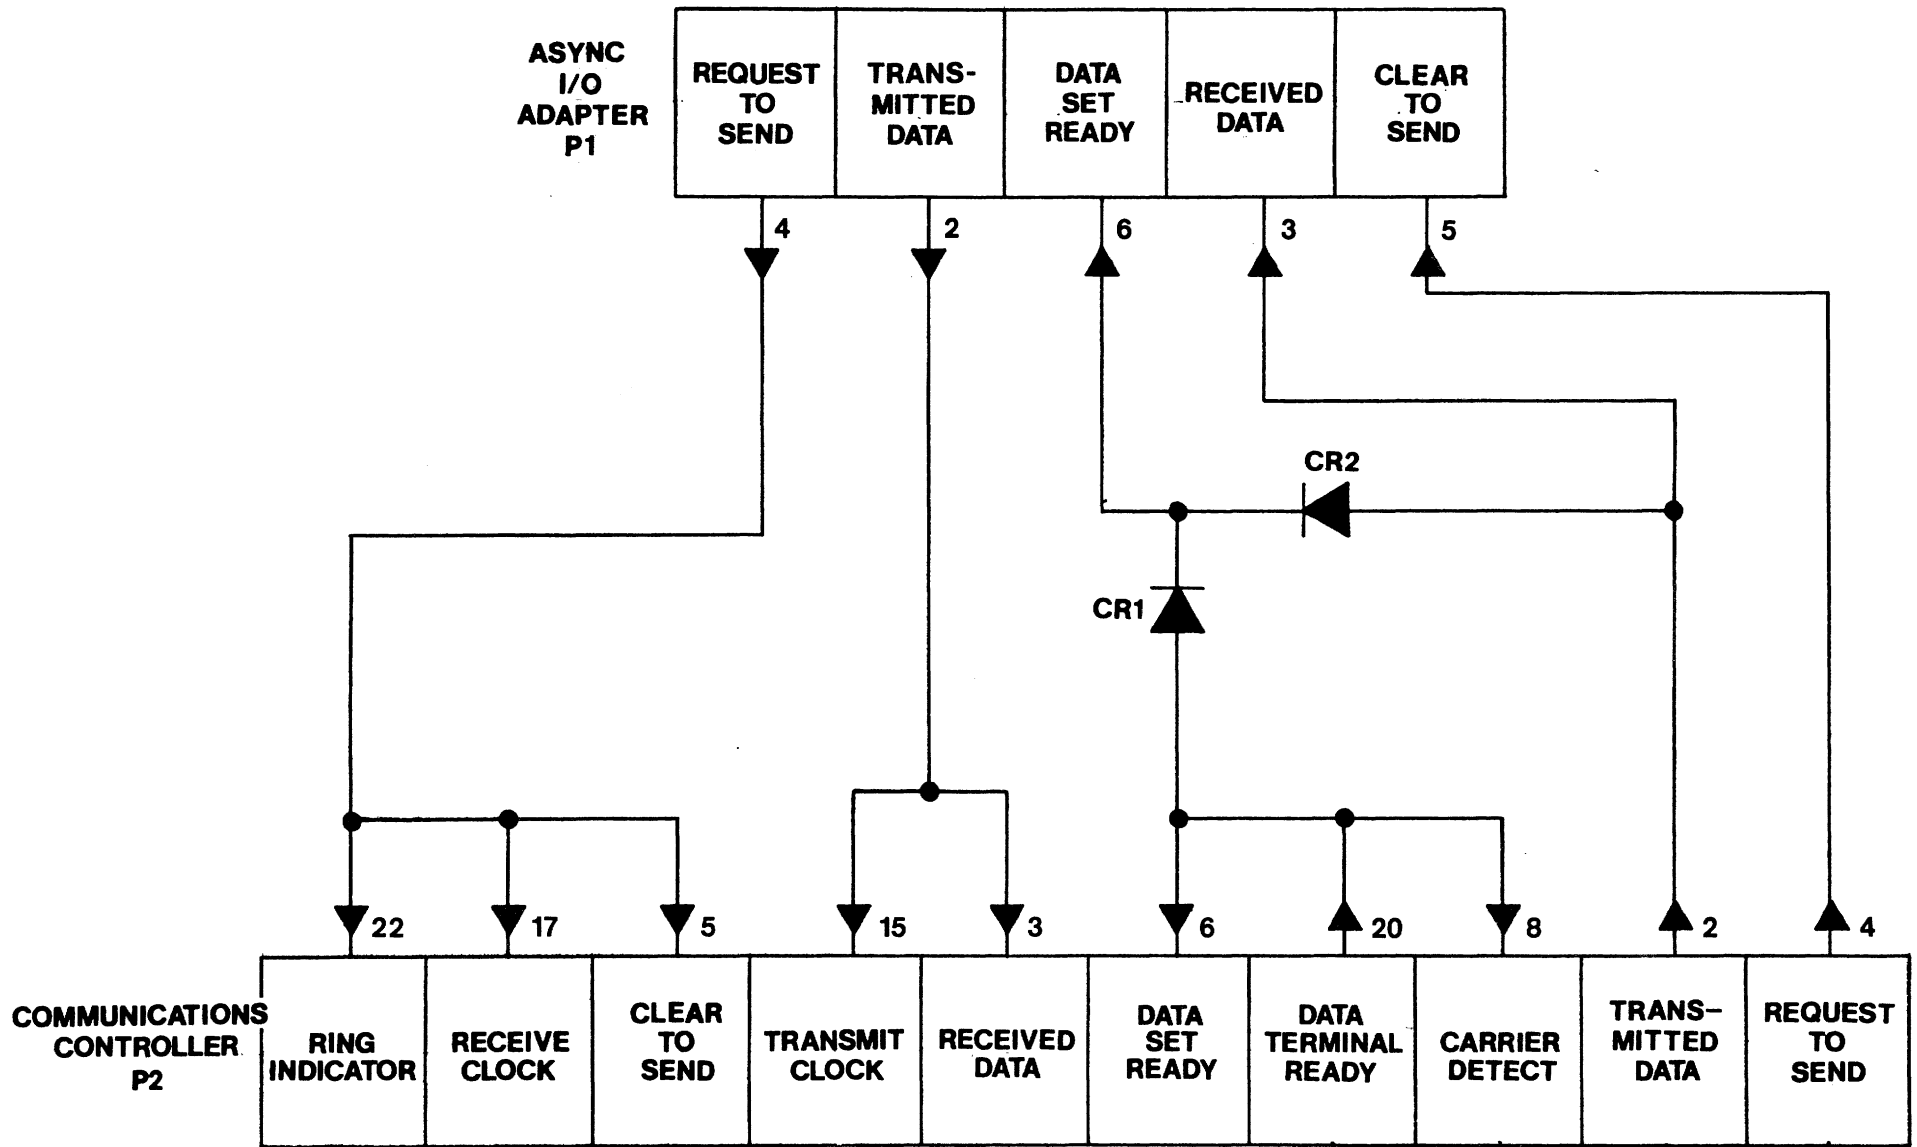 ASYNC
I/O
ADAPTER
P1
REQUEST
TO
SEND
TRANS-
MITTED
DATA
DATA
SET
READY
RECEIVED
DATA
CLEAR
TO
SEND
4
2
6
3
5
CR2
CR1
22
17
5
15
3
6
20
8
2
4
COMMUNICATIONS
CONTROLLER
P2
RING
INDICATOR
RECEIVE
CLOCK
CLEAR
TO
SEND
TRANSMIT
CLOCK
RECEIVED
DATA
DATA
SET
READY
DATA
TERMINAL
READY
CARRIER
DETECT
TRANS-
MITTED
DATA
REQUEST
TO
SEND